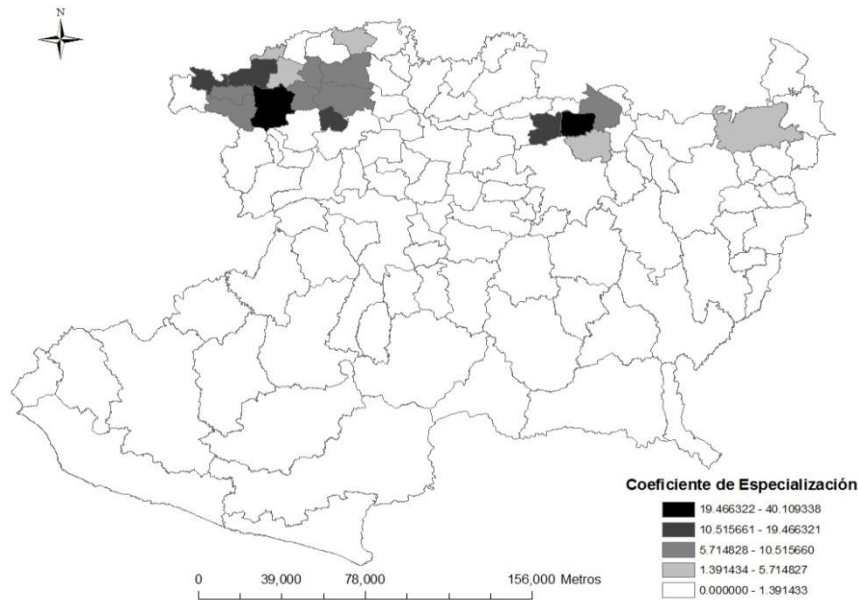 N
Coeficiente de Especialización
19.466322 - 40.109338
10.515661 - 19.466321
5.714828 - 10.515660
1.391434 - 5.714827
0.000000 - 1.391433
0 39,000 78,000 156,000 Metros